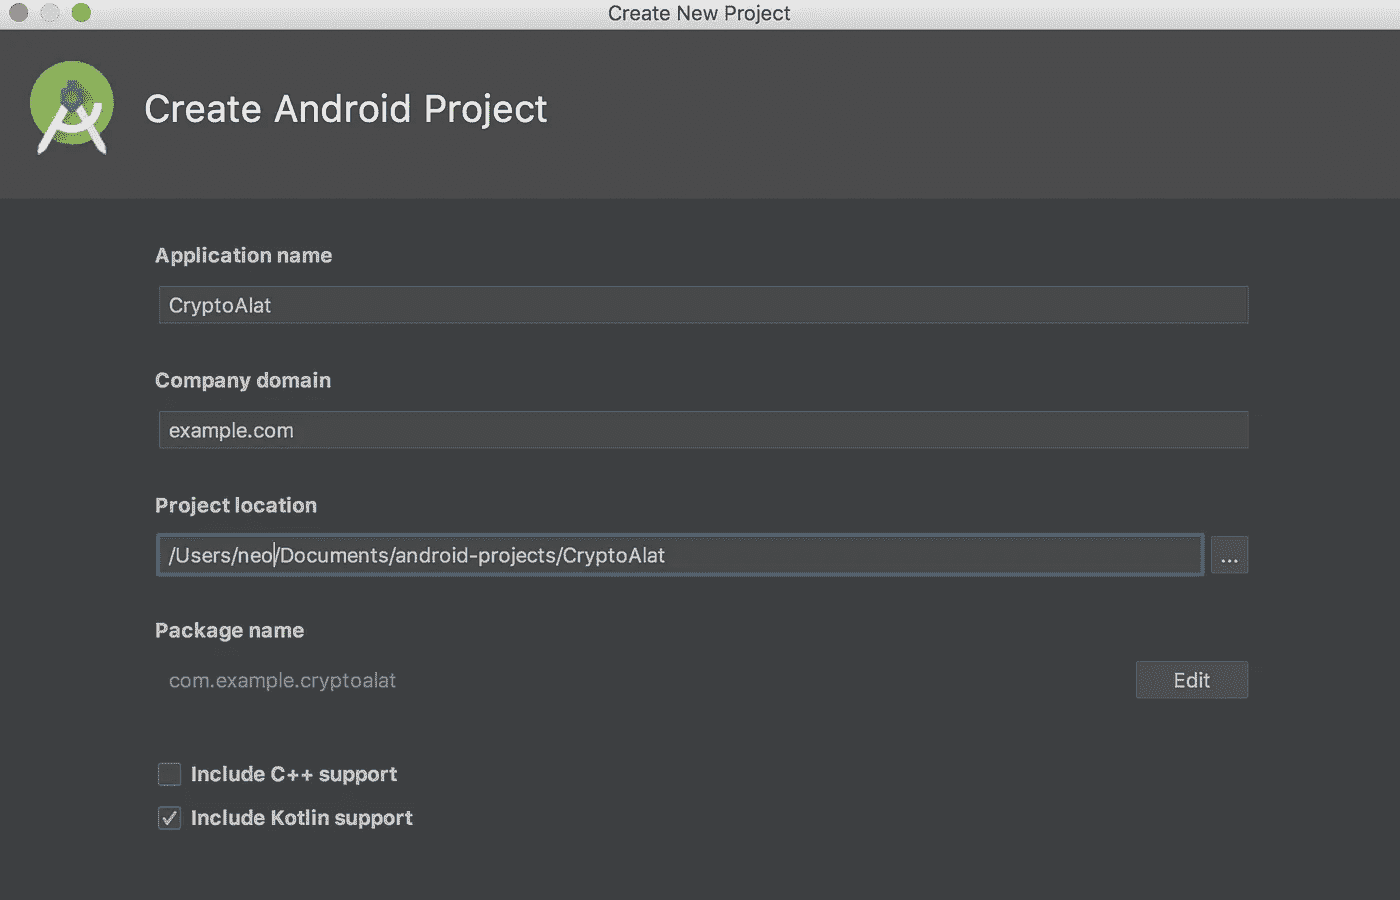 Create New Project
Create Android Project
Application name
CryptoAlat
Company domain
example.com
Project location
/Users/neo/Documents/android-projects/CryptoAlat
...
Package name
com.example.cryptoalat
Edit
Include C++ support
Include Kotlin support